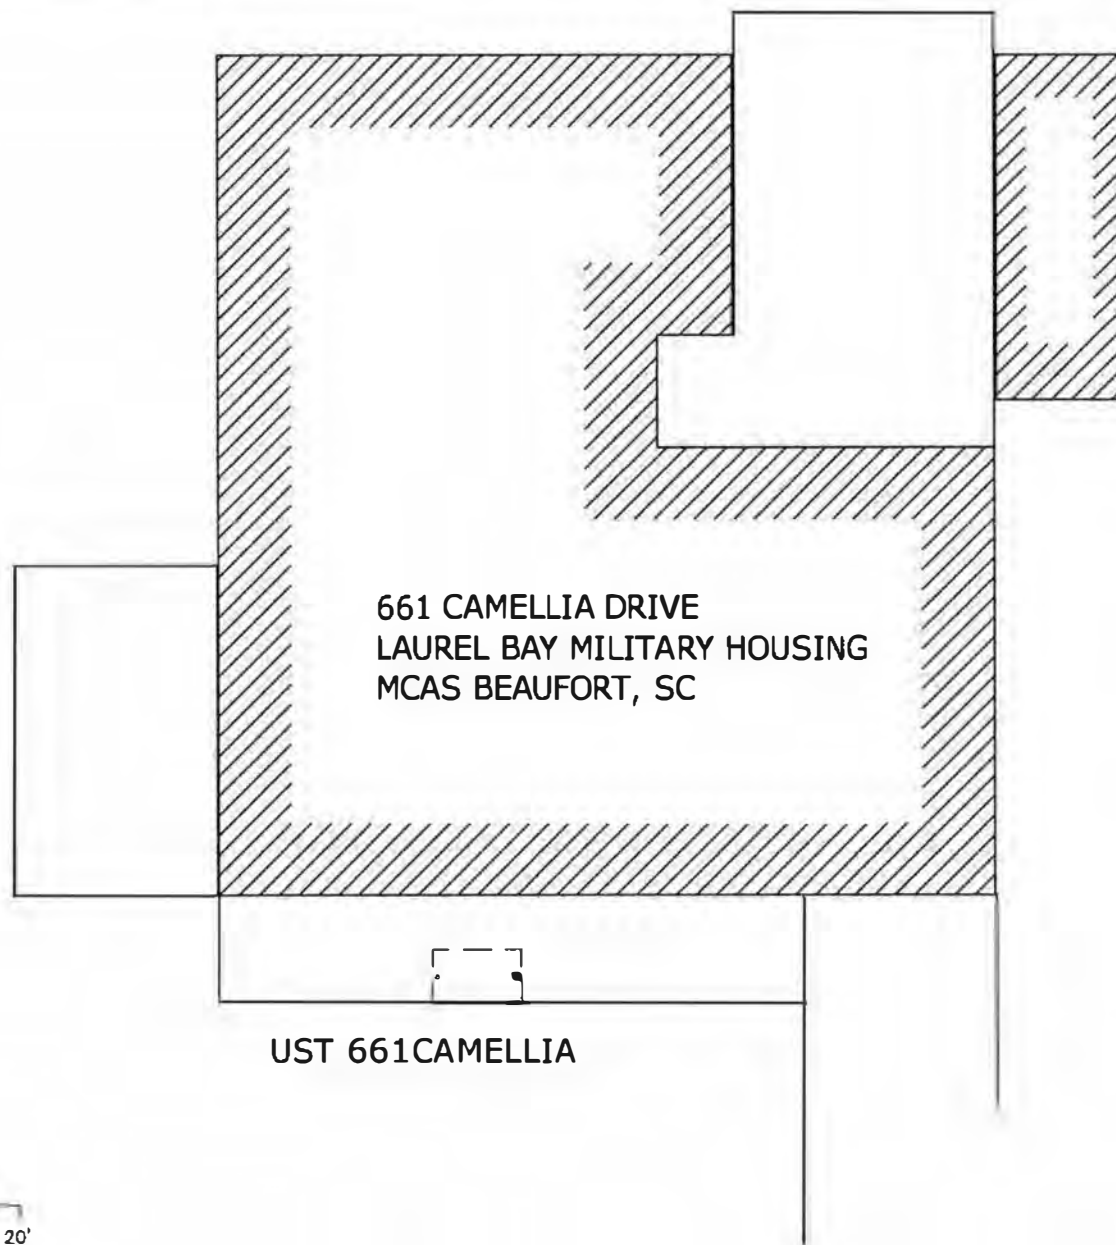 661 CAMELLIA DRIVE
LAUREL BAY MILITARY HOUSING
MCAS BEAUFORT, SC
UST 661CAMELLIA
20'